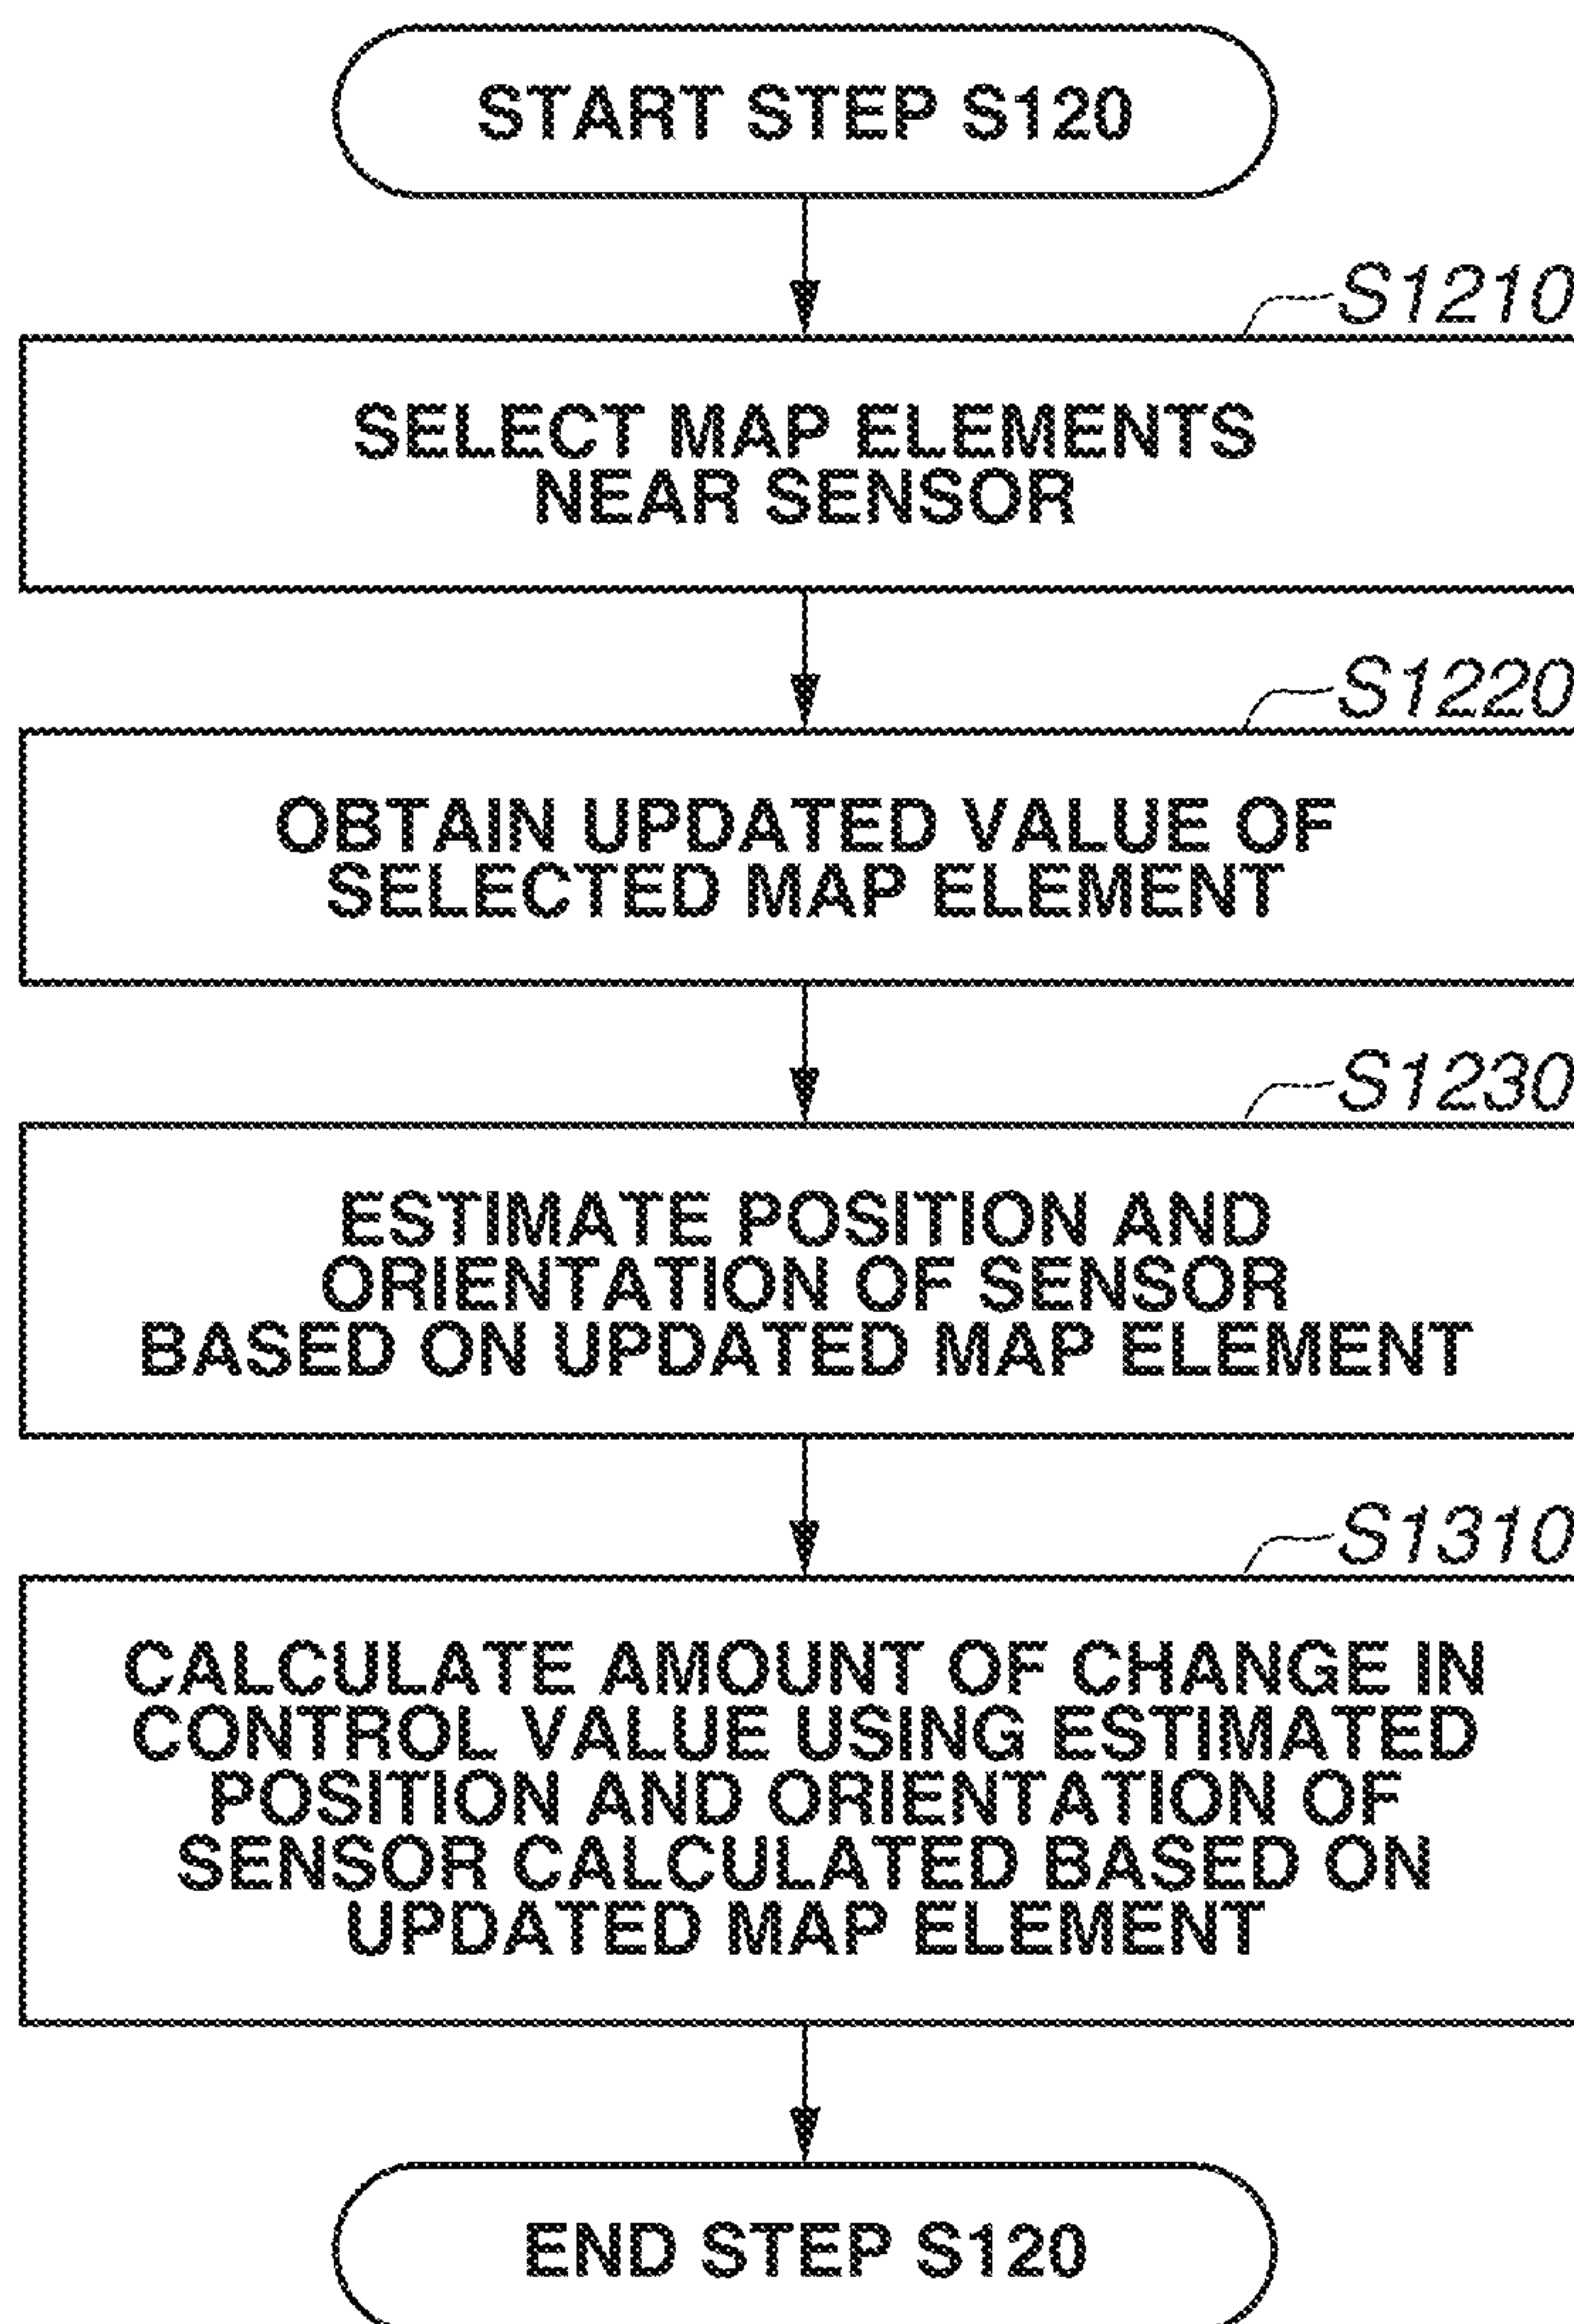 START STEP S120
S1210
SELECT MAP ELEMENTS
NEAR SENSOR
S1220
OBTAIN UPDATED VALUE OF
SELECTED MAP ELEMENT
S1230
ESTIMATE POSITION AND
ORIENTATION OF SENSOR
BASED ON UPDATED MAP ELEMENT
S1310
CALCULATE AMOUNT OF CHANGE IN
CONTROL VALUE USING ESTIMATED
POSITION AND ORIENTATION OF
SENSOR CALCULATED BASED ON
UPDATED MAP ELEMENT
END STEP S120